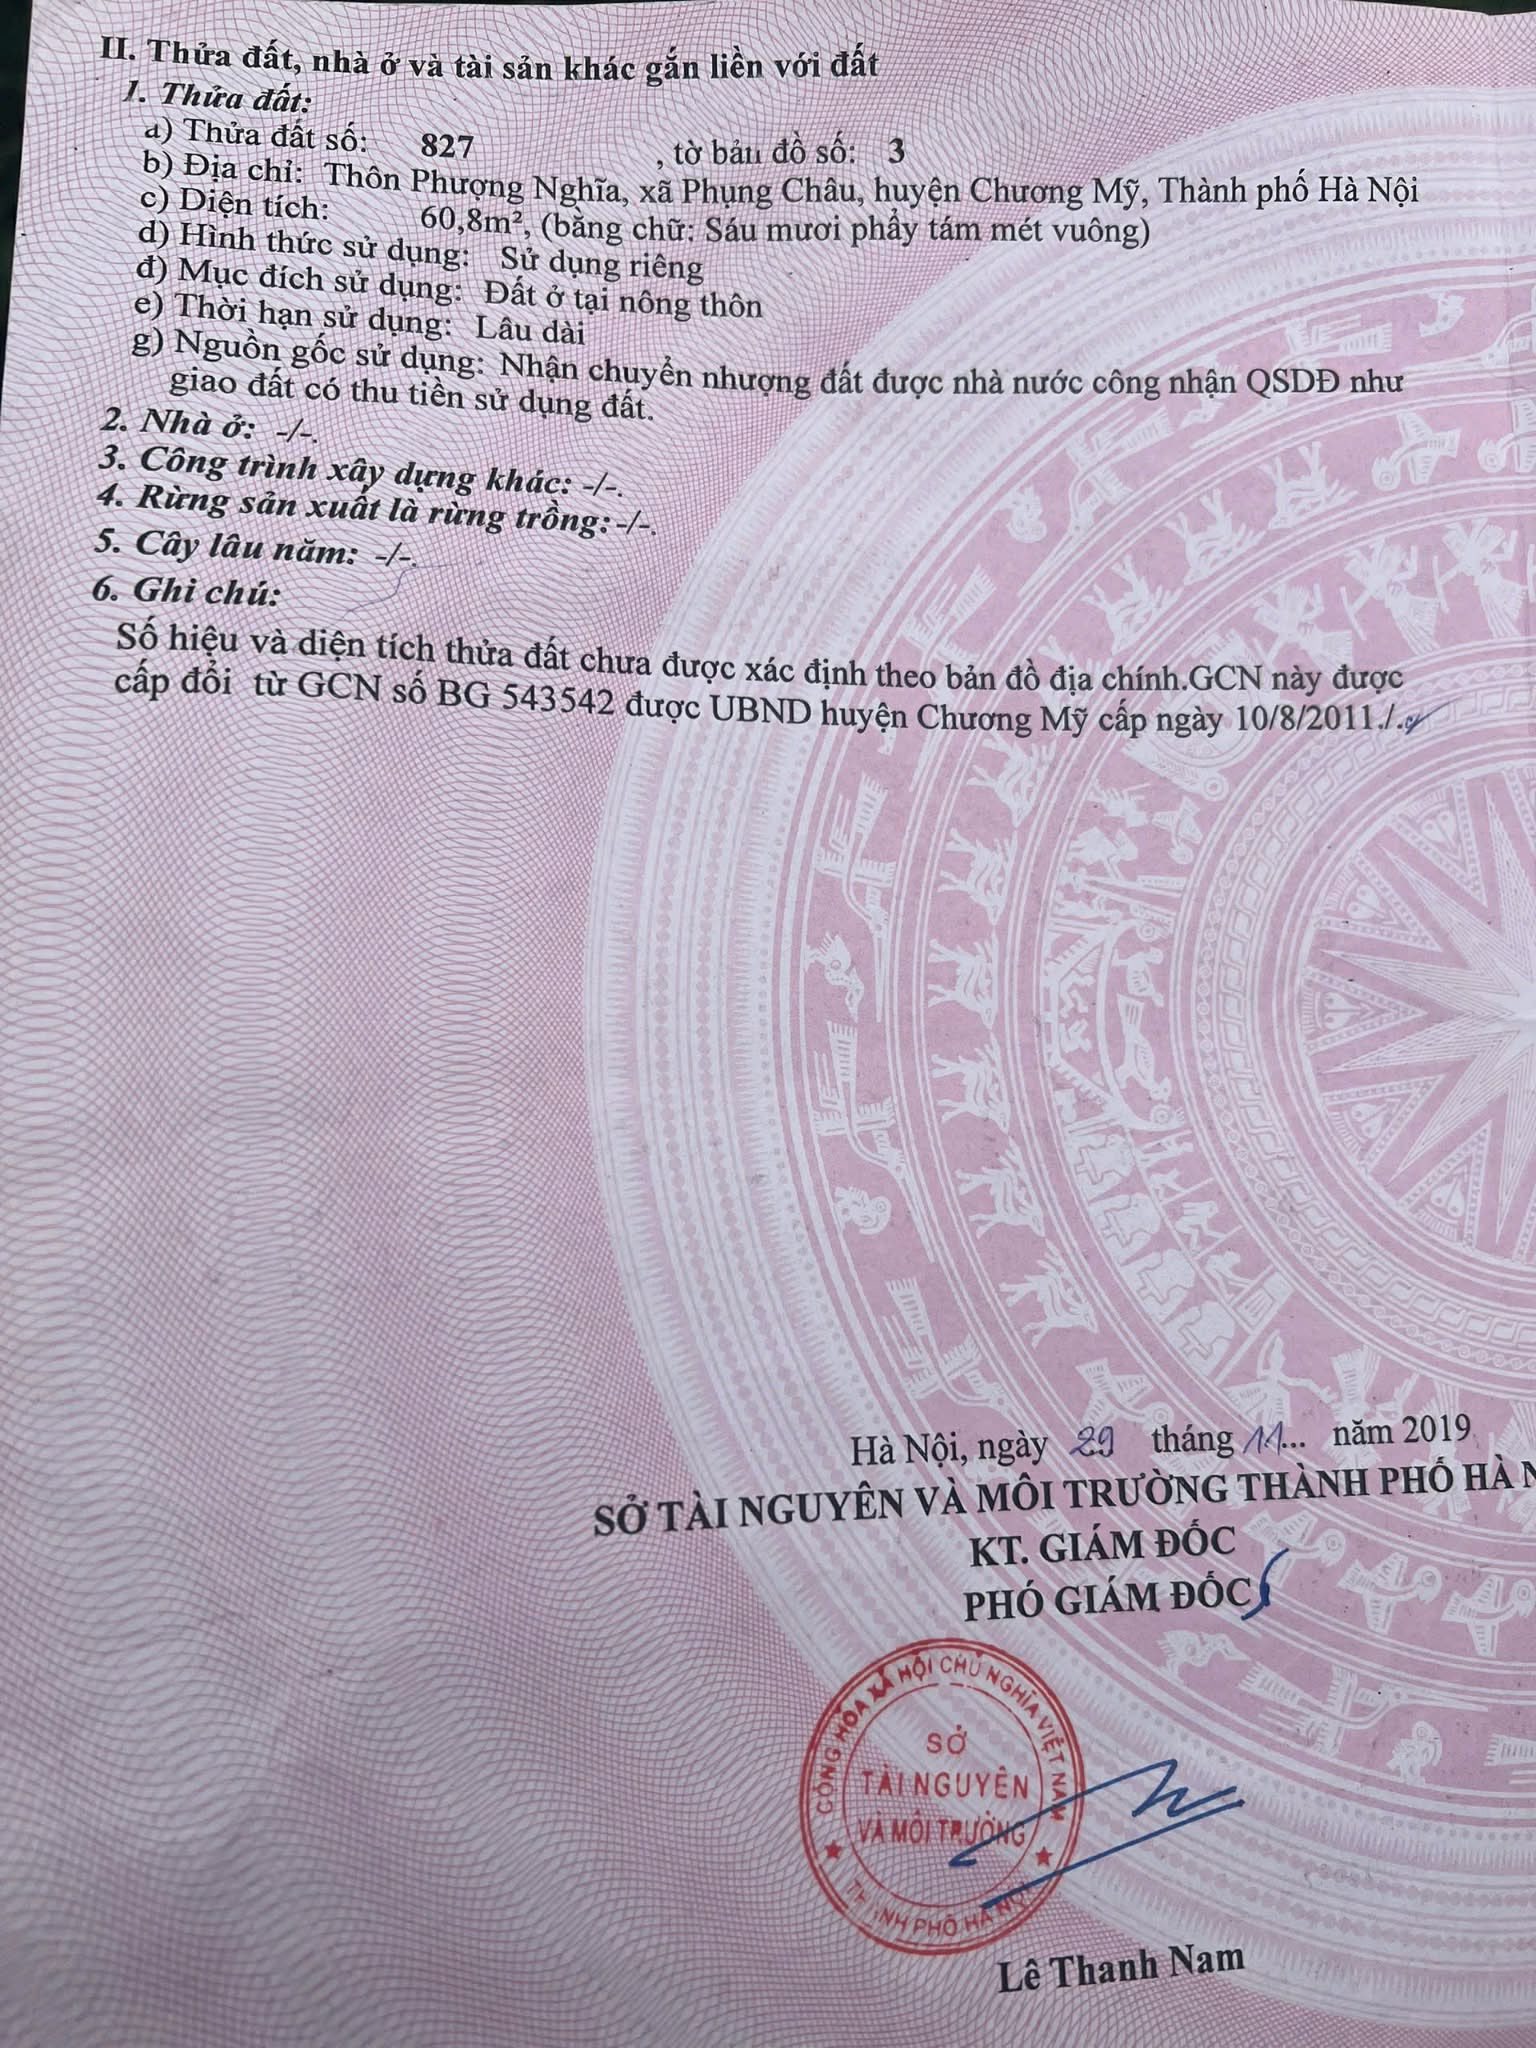 II. Thửa đất, nhà ở và tài sản khác gắn liền với đất
1. Thửa đất:
a) Thửa đất số: 827 , tờ bản đồ số: 3
b) Địa chỉ: Thôn Phượng Nghĩa, xã Phụng Châu, huyện Chương Mỹ, Thành phố Hà Nội
c) Diện tích: 60,8m², (bằng chữ: Sáu mươi phẩy tám mét vuông)
d) Hình thức sử dụng: Sử dụng riêng
đ) Mục đích sử dụng: Đất ở tại nông thôn
e) Thời hạn sử dụng: Lâu dài
g) Nguồn gốc sử dụng: Nhận chuyển nhượng đất được nhà nước công nhận QSDĐ như
giao đất có thu tiền sử dụng đất.
2. Nhà ở: -/-.
3. Công trình xây dựng khác: -/-.
4. Rừng sản xuất là rừng trồng:-/-.
5. Cây lâu năm: -/-.
6. Ghi chú:
Số hiệu và diện tích thửa đất chưa được xác định theo bản đồ địa chính.GCN này được
cấp đổi từ GCN số BG 543542 được UBND huyện Chương Mỹ cấp ngày 10/8/2011./.
Hà Nội, ngày 29 tháng 11... năm 2019
SỞ TÀI NGUYÊN VÀ MÔI TRƯỜNG THÀNH PHỐ HÀ N
KT. GIÁM ĐỐC
PHÓ GIÁM ĐỐC
CỘNG HÒA XÃ HỘI CHỦ NGHĨA VIỆT NAM
SỞ
TÀI NGUYÊN
VÀ MÔI TRƯỜNG
THÀNH PHỐ HÀ NỘI
Lê Thanh Nam